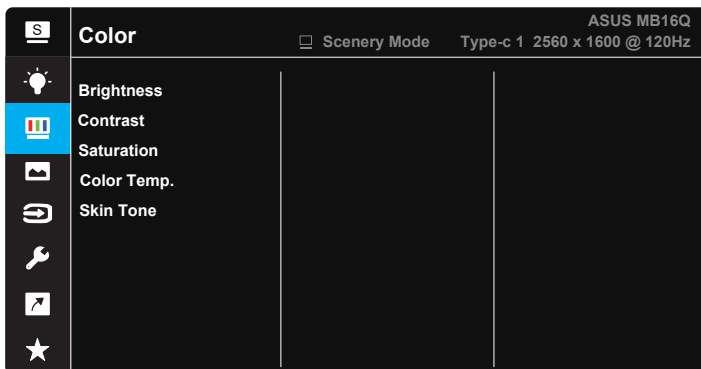 S
Color
ASUS MB16Q
Scenery Mode Type-c 1 2560 x 1600 @ 120Hz
Brightness
Contrast
Saturation
Color Temp.
Skin Tone